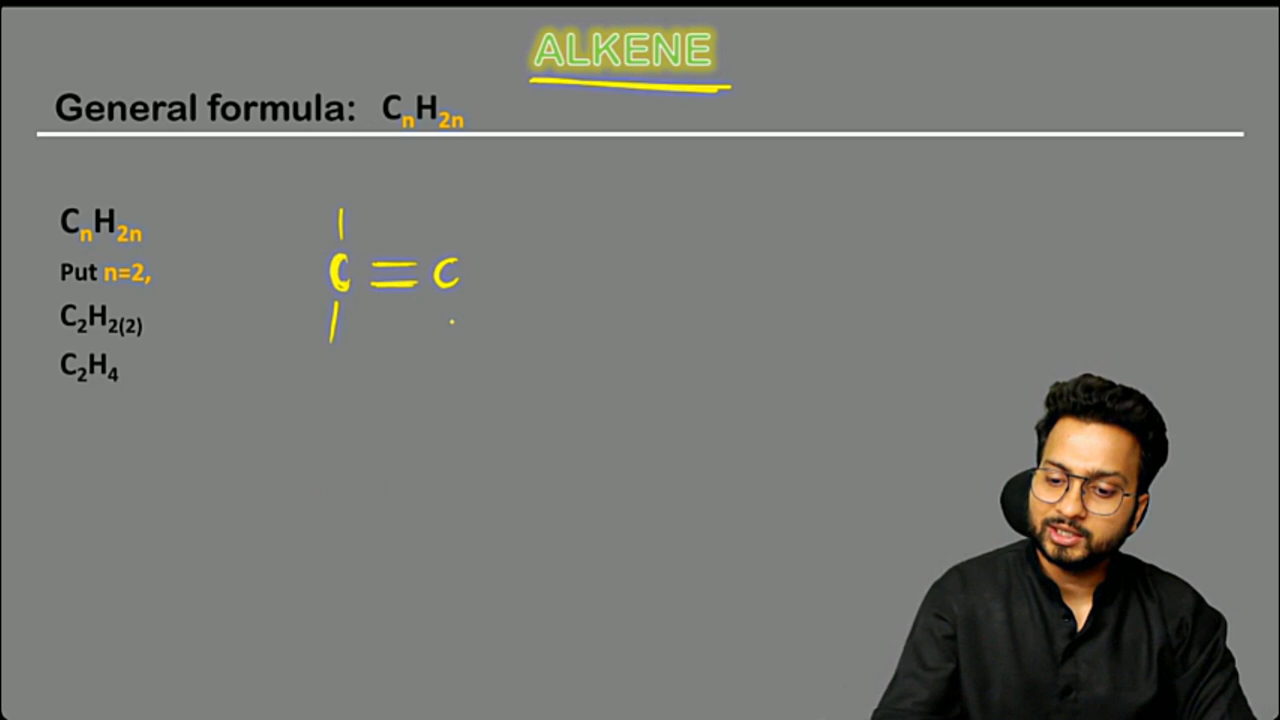 ALKENE
General formula: CnH2n
CnH2n
Put n=2,
C2H2(2)
C2H4
C = C